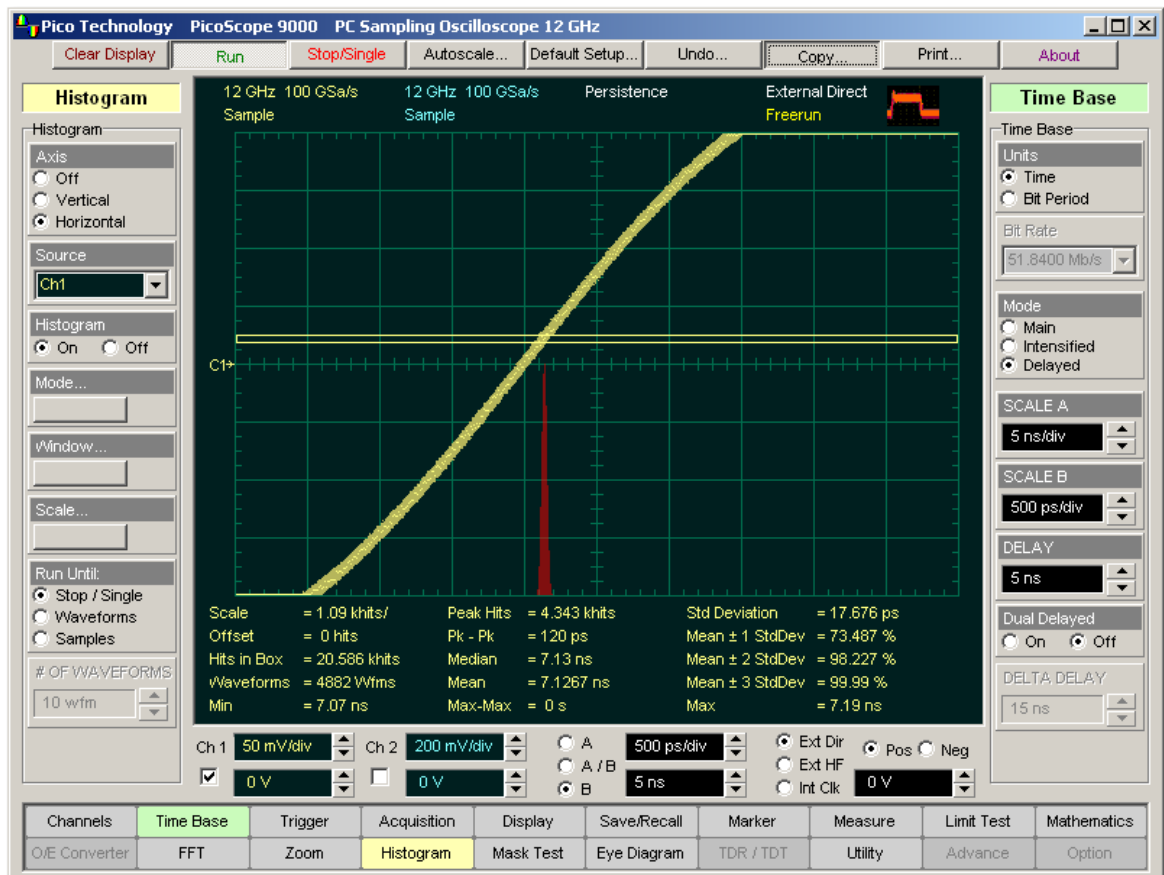 Pico Technology PicoScope 9000 PC Sampling Oscilloscope 12 GHz
Clear Display Run Stop/Single Autoscale... Default Setup... Undo... Copy... Print... About
Histogram
Histogram
Axis
Off
Vertical
Horizontal
Source
Ch1
Histogram
On Off
Mode...
Window...
Scale...
Run Until:
Stop / Single
Waveforms
Samples
# OF WAVEFORMS
10 wfm
12 GHz 100 GSa/s 12 GHz 100 GSa/s Persistence External Direct
Sample Sample Freerun
C1
Scale = 1.09 khits/ Peak Hits = 4.343 khits Std Deviation = 17.676 ps
Offset = 0 hits Pk - Pk = 120 ps Mean ± 1 StdDev = 73.487 %
Hits in Box = 20.586 khits Median = 7.13 ns Mean ± 2 StdDev = 98.227 %
Waveforms = 4882 Wfms Mean = 7.1267 ns Mean ± 3 StdDev = 99.99 %
Min = 7.07 ns Max-Max = 0 s Max = 7.19 ns
Ch 1 50 mV/div Ch 2 200 mV/div A 500 ps/div Ext Dir Pos Neg
A / B Ext HF
0 V 0 V B 5 ns Int Clk 0 V
Time Base
Time Base
Units
Time
Bit Period
Bit Rate
51.8400 Mb/s
Mode
Main
Intensified
Delayed
SCALE A
5 ns/div
SCALE B
500 ps/div
DELAY
5 ns
Dual Delayed
On Off
DELTA DELAY
15 ns
Channels Time Base Trigger Acquisition Display Save/Recall Marker Measure Limit Test Mathematics
O/E Converter FFT Zoom Histogram Mask Test Eye Diagram TDR / TDT Utility Advance Option